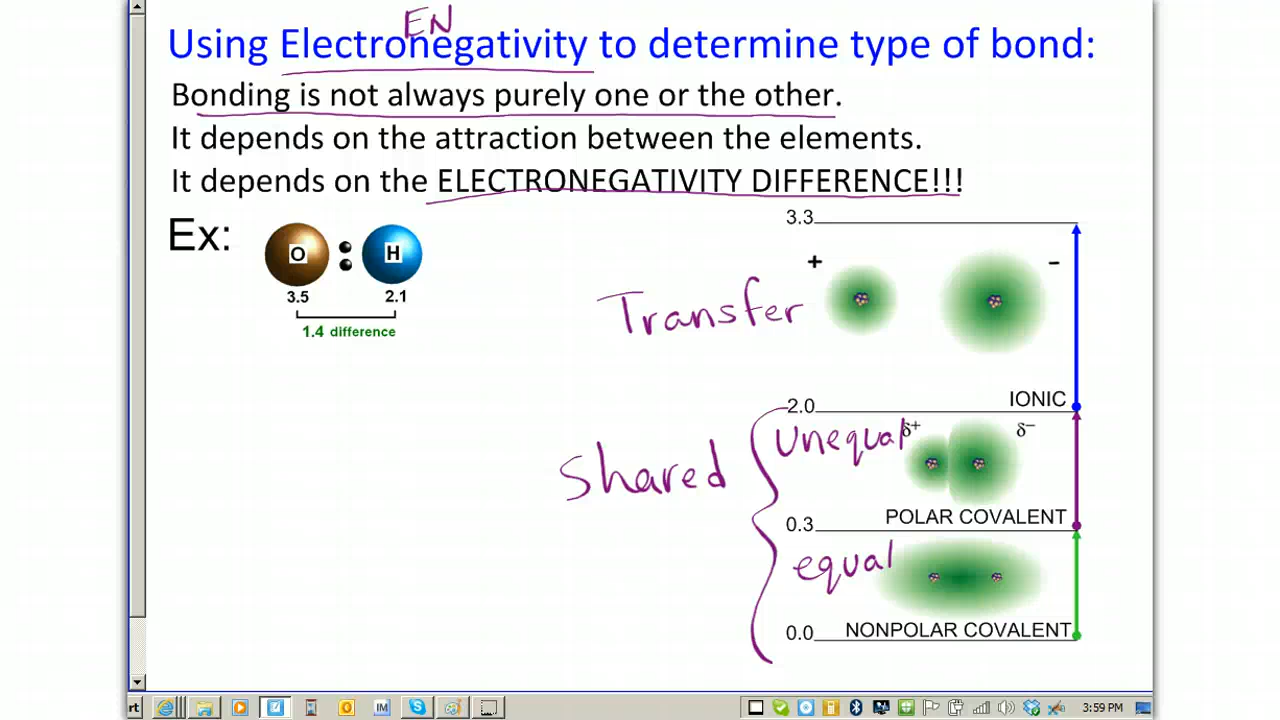 EN
Using Electronegativity to determine type of bond:
Bonding is not always purely one or the other.
It depends on the attraction between the elements.
It depends on the ELECTRONEGATIVITY DIFFERENCE!!!
Ex:
O : H
3.5 2.1
1.4 difference
3.3
+ -
Transfer
IONIC
2.0
Shared
unequal
δ+ δ−
POLAR COVALENT
0.3
equal
NONPOLAR COVALENT
0.0
rt
IM
3:59 PM